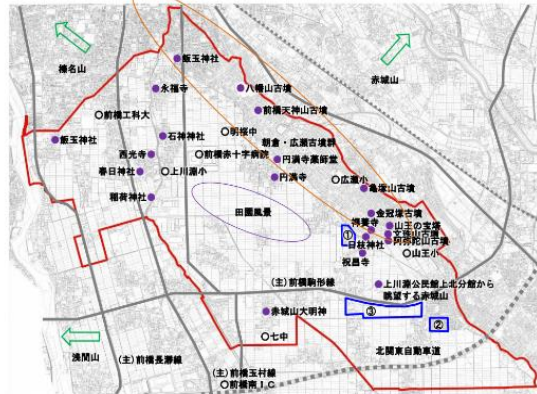 榛名山
赤城山
飯玉神社
永福寺
八幡山古墳
前橋天神山古墳
前橋工科大
明桜中
朝倉・広瀬古墳群
飯玉神社
石神神社
西光寺
前橋赤十字病院
円満寺薬師堂
春日神社
上川淵小
円満寺
広瀬小
亀塚山古墳
稲荷神社
田園風景
金冠塚古墳
祥養寺
山王の宝塔
①
文珠山古墳
日枝神社
阿弥陀山古墳
山王小
祝昌寺
(主)前橋駒形線
上川淵公民館上北分館から
眺望する赤城山
赤城山大明神
③
②
七中
浅間山
(主)前橋長瀞線
北関東自動車道
(主)前橋玉村線
前橋南IC